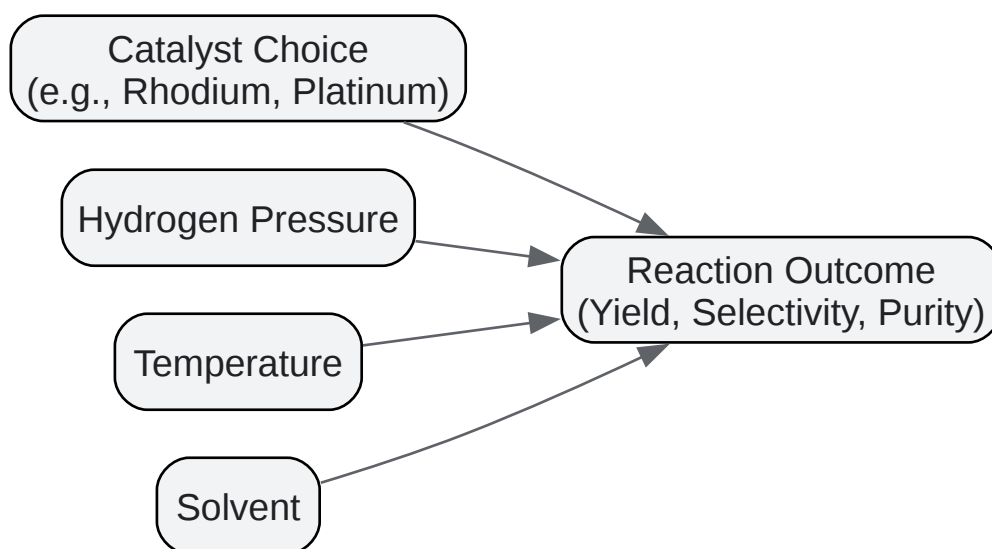 Catalyst Choice
(e.g., Rhodium, Platinum)
Hydrogen Pressure
Reaction Outcome
(Yield, Selectivity, Purity)
Temperature
Solvent